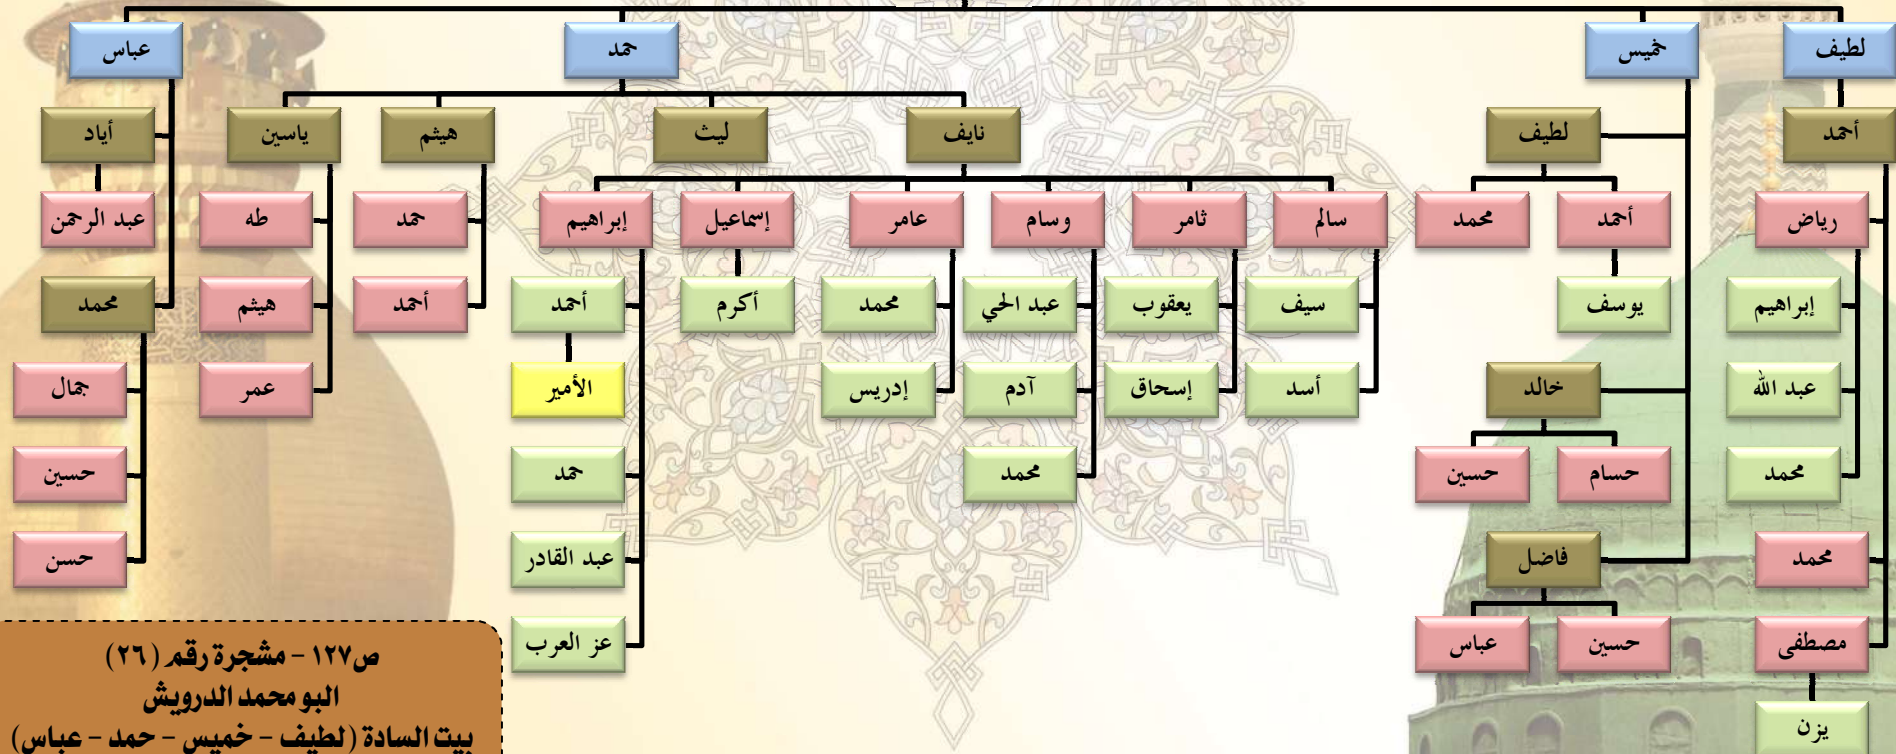 لطيف
خميس
حمد
عباس
أحمد
لطيف
نايف
ليث
هيثم
ياسين
أياد
رياض
أحمد
محمد
سالم
ثامر
وسام
عامر
إسماعيل
إبراهيم
حمد
طه
عبد الرحمن
إبراهيم
يوسف
سيف
يعقوب
عبد الحي
محمد
أكرم
أحمد
أحمد
هيثم
محمد
عبد الله
خالد
أسد
إسحاق
آدم
إدريس
الأمير
عمر
جمال
محمد
حسام
حسين
محمد
حمد
حسين
محمد
فاضل
عبد القادر
حسن
مصطفى
حسين
عباس
عز العرب
يزن
ص١٢٧ - مشجرة رقم (٢٦)
البو محمد الدرويش
بيت السادة (لطيف - خميس - حمد - عباس)